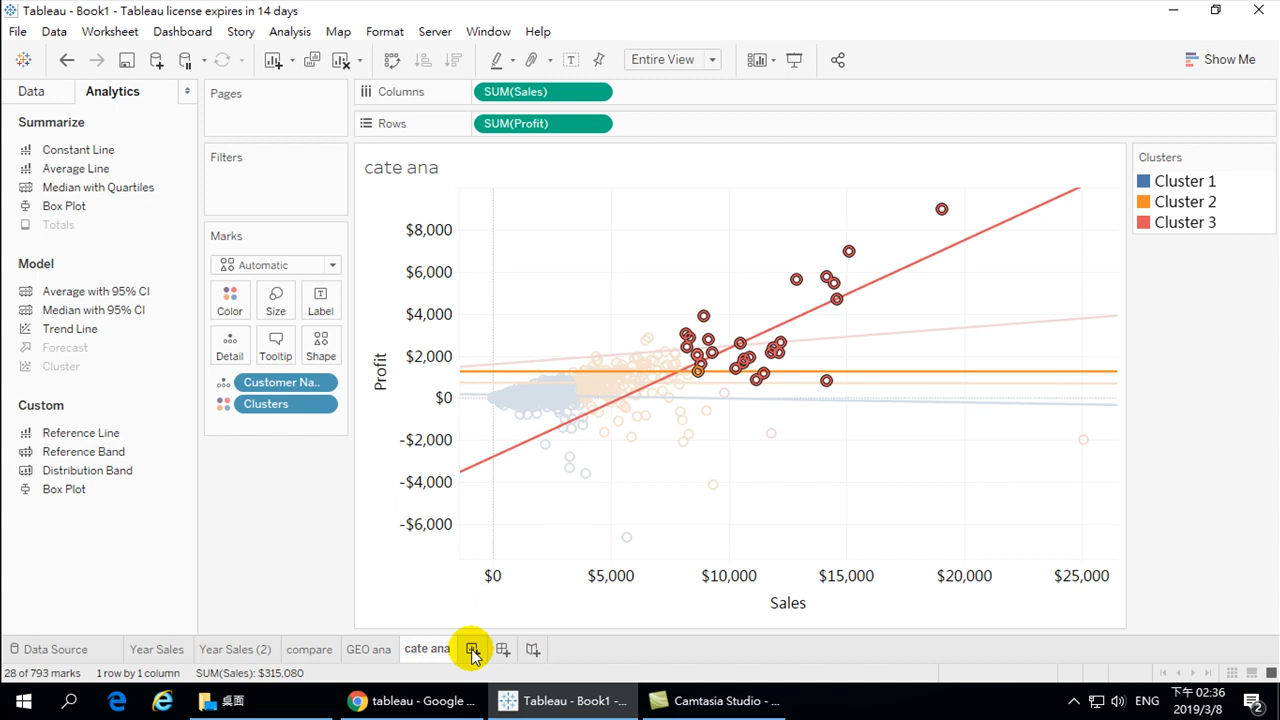 Tableau - Book1 - Tableau license expires in 14 days
File Data Worksheet Dashboard Story Analysis Map Format Server Window Help
Entire View
Show Me
Data Analytics
Summarize
Constant Line
Average Line
Median with Quartiles
Box Plot
Totals
Model
Average with 95% CI
Median with 95% CI
Trend Line
Forecast
Cluster
Custom
Reference Line
Reference Band
Distribution Band
Box Plot
Pages
Filters
Marks
Automatic
Color Size Label
Detail Tooltip Shape
Customer Na..
Clusters
Columns SUM(Sales)
Rows SUM(Profit)
cate ana
$8,000
$6,000
$4,000
$2,000
$0
-$2,000
-$4,000
-$6,000
Profit
$0 $5,000 $10,000 $15,000 $20,000 $25,000
Sales
Clusters
Cluster 1
Cluster 2
Cluster 3
Data Source Year Sales Year Sales (2) compare GEO ana cate ana
28 of 793 marks 1 row by 1 column SUM(Sales): $315,080
桌面 tableau - Google ... Tableau - Book1 -... Camtasia Studio - ... ENG 下午 02:36
2019/3/8 2